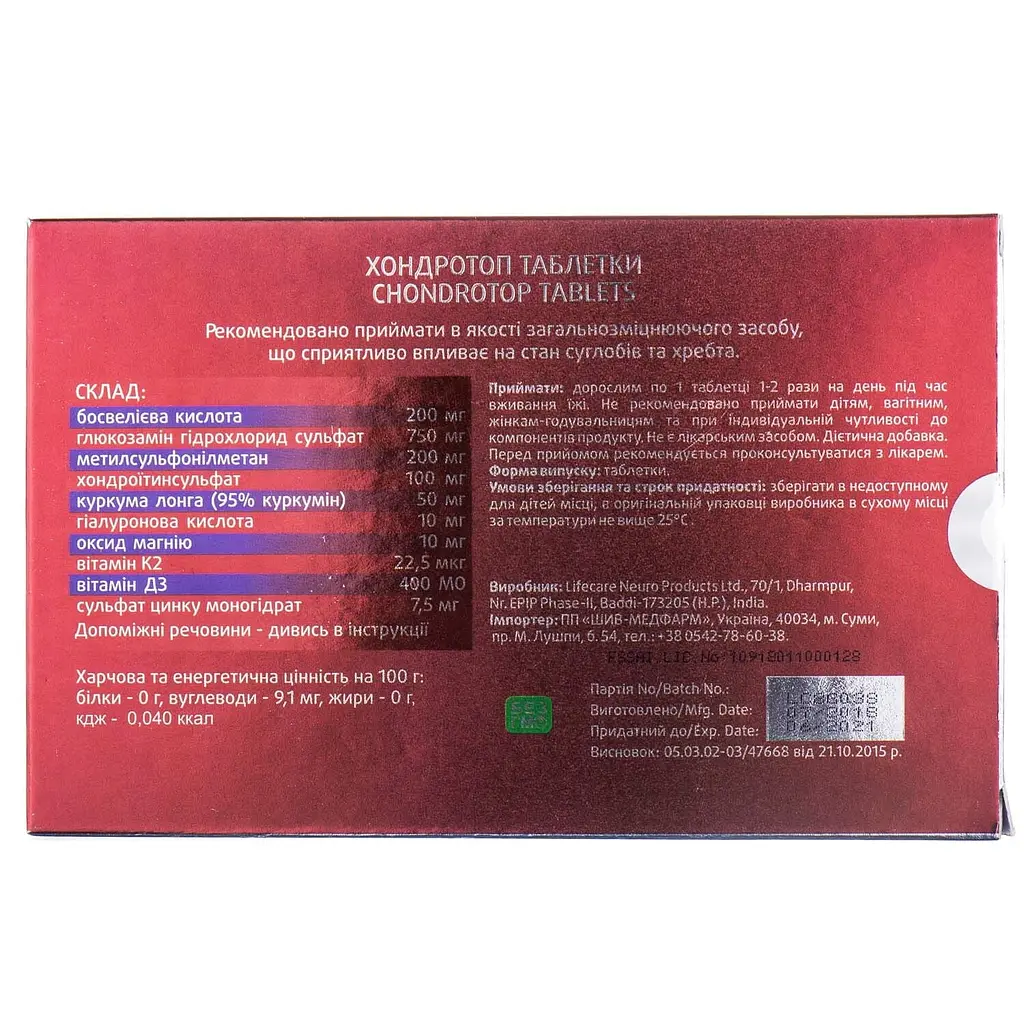 ХОНДРОТОП ТАБЛЕТКИ
CHONDROTOP TABLETS
Рекомендовано приймати в якості загальнозміцнюючого засобу,
що сприятливо впливає на стан суглобів та хребта.
СКЛАД:
босвелієва кислота 200 мг
глюкозамін гідрохлорид сульфат 750 мг
метилсульфонілметан 200 мг
хондроїтинсульфат 100 мг
куркума лонга (95% куркумін) 50 мг
гіалуронова кислота 10 мг
оксид магнію 10 мг
вітамін К2 22,5 мкг
вітамін Д3 400 МО
сульфат цинку моногідрат 7,5 мг
Допоміжні речовини - дивись в інструкції
Харчова та енергетична цінність на 100 г:
білки - 0 г, вуглеводи - 9,1 мг, жири - 0 г,
кдж - 0,040 ккал
Приймати: дорослим по 1 таблетці 1-2 рази на день під час
вживання їжі. Не рекомендовано приймати дітям, вагітним,
жінкам-годувальницям та при індивідуальній чутливості до
компонентів продукту. Не є лікарським засобом. Дієтична добавка.
Перед прийомом рекомендується проконсультуватися з лікарем.
Форма випуску: таблетки.
Умови зберігання та строк придатності: зберігати в недоступному
для дітей місці, в оригінальній упаковці виробника в сухому місці
за температури не вище 25°С.
Виробник: Lifecare Neuro Products Ltd., 70/1, Dharmpur,
Nr. EPIP Phase-II, Baddi-173205 (H.P.), India.
Імпортер: ПП «ШИВ-МЕДФАРМ», Україна, 40034, м. Суми,
пр. М. Лушпи, б. 54, тел.: +38 0542-78-60-38.
FSSAI LIC No 10918011000128
БЕЗ
ГМО
Партія No/Batch No.:
Виготовлено/Mfg. Date:
Придатний до/Exp. Date: 2021
Висновок: 05.03.02-03/47668 від 21.10.2015 р.